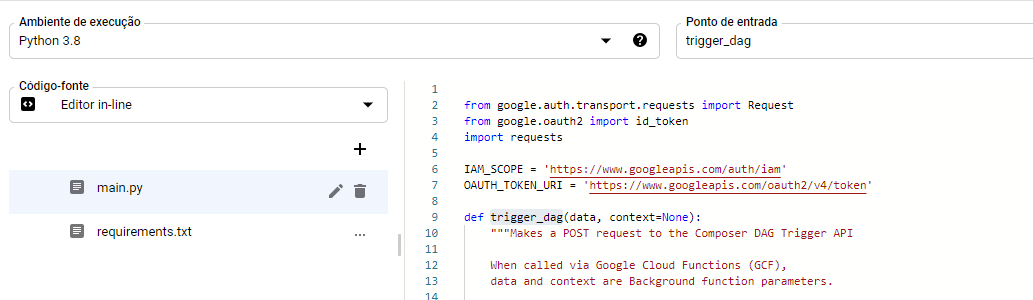 Ambiente de execução
Python 3.8
Ponto de entrada
trigger_dag
Código-fonte
Editor in-line
main.py
requirements.txt
1
2 from google.auth.transport.requests import Request
3 from google.oauth2 import id_token
4 import requests
5
6 IAM_SCOPE = 'https://www.googleapis.com/auth/iam'
7 OAUTH_TOKEN_URI = 'https://www.googleapis.com/oauth2/v4/token'
8
9 def trigger_dag(data, context=None):
10 """Makes a POST request to the Composer DAG Trigger API
11
12 When called via Google Cloud Functions (GCF),
13 data and context are Background function parameters.
14